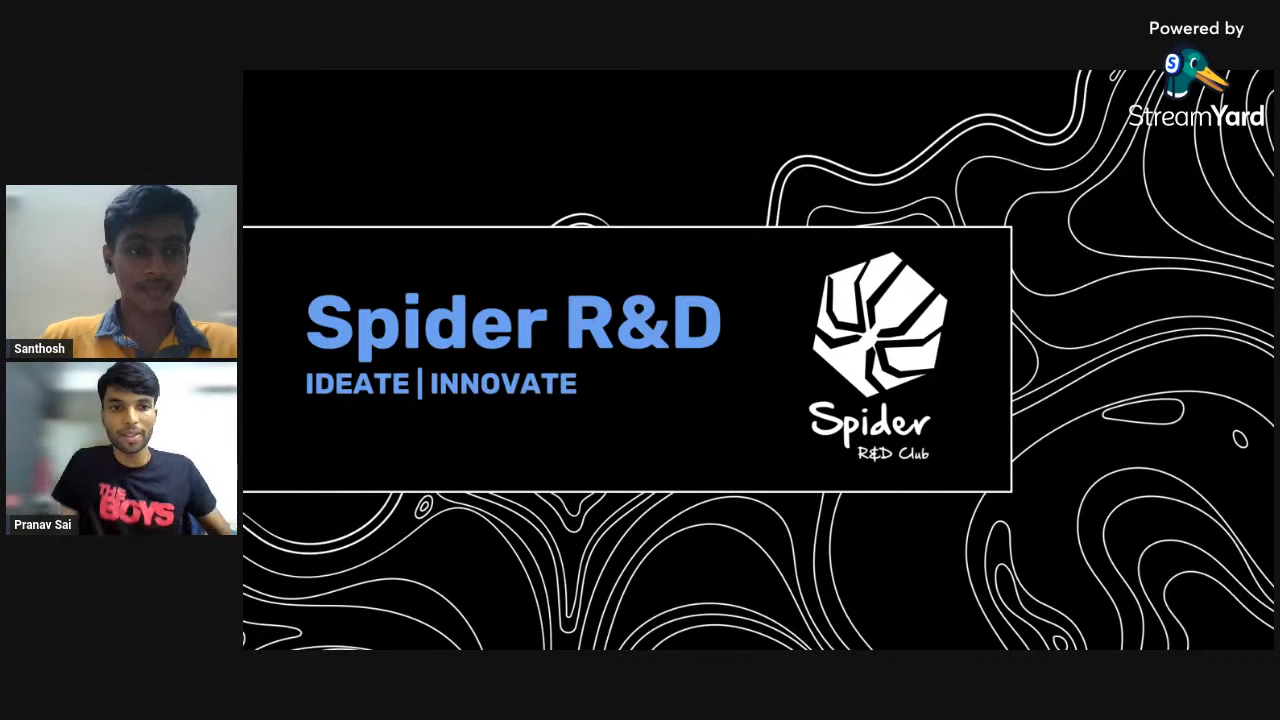 Powered by
S
StreamYard
Spider R&D
IDEATE | INNOVATE
Spider
R&D Club
Santhosh
THE
BOYS
Pranav Sai